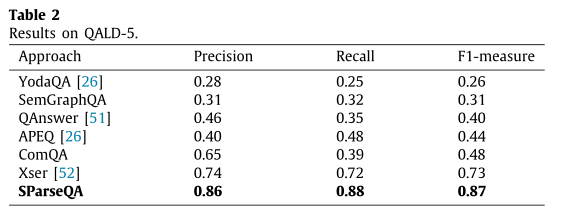 Table 2
Results on QALD-5.
Approach Precision Recall F1-measure
YodaQA [26] 0.28 0.25 0.26
SemGraphQA 0.31 0.32 0.31
QAnswer [51] 0.46 0.35 0.40
APEQ [26] 0.40 0.48 0.44
ComQA 0.65 0.39 0.48
Xser [52] 0.74 0.72 0.73
SParseQA 0.86 0.88 0.87